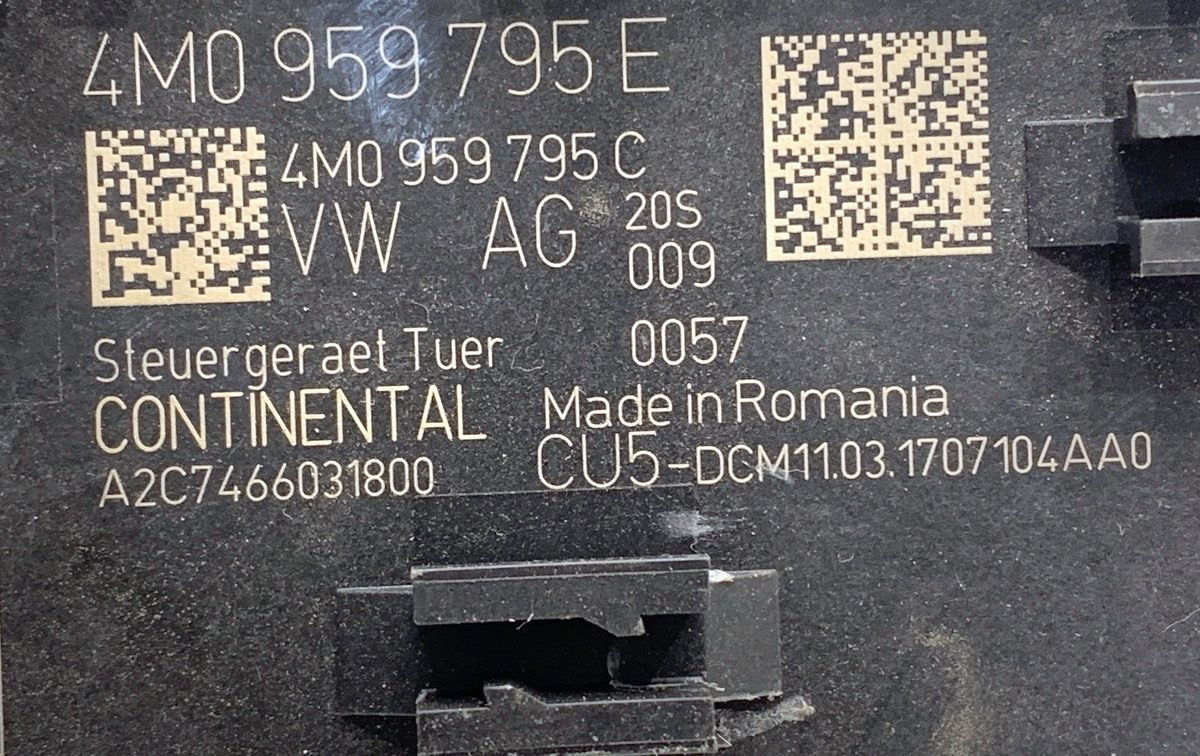 4M0 959 795 E
4M0 959 795 C
VW AG 20S
009
Steuergeraet Tuer 0057
CONTINENTAL Made in Romania
A2C7466031800 CU5-DCM11.03.1707104AA0